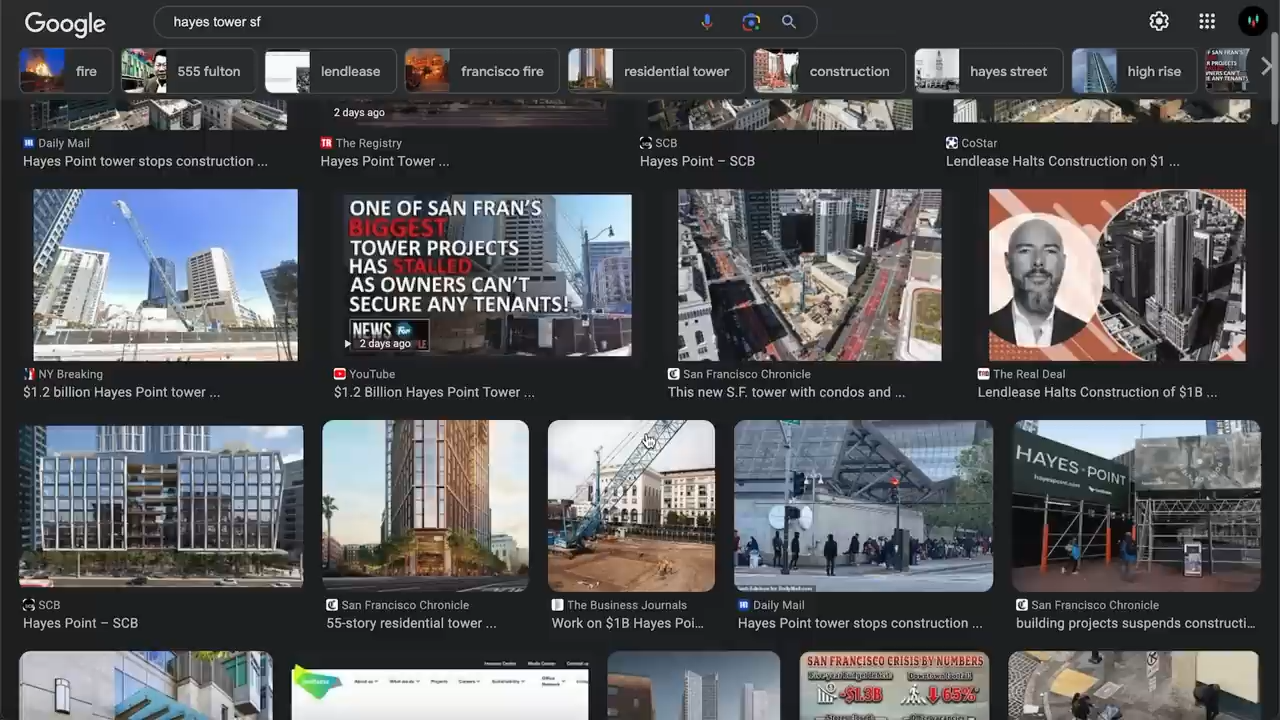 Google
hayes tower sf
fire
555 fulton
lendlease
francisco fire
residential tower
construction
hayes street
high rise
2 days ago
Daily Mail
Hayes Point tower stops construction ...
The Registry
Hayes Point Tower ...
SCB
Hayes Point – SCB
CoStar
Lendlease Halts Construction on $1 ...
ONE OF SAN FRAN'S
BIGGEST
TOWER PROJECTS
HAS STALLED
AS OWNERS CAN'T
SECURE ANY TENANTS!
NEWS For
2 days ago
NY Breaking
$1.2 billion Hayes Point tower ...
YouTube
$1.2 Billion Hayes Point Tower ...
San Francisco Chronicle
This new S.F. tower with condos and ...
The Real Deal
Lendlease Halts Construction of $1B ...
HAYES•POINT
hayespoint.com
SCB
Hayes Point – SCB
San Francisco Chronicle
55-story residential tower ...
The Business Journals
Work on $1B Hayes Poi...
Daily Mail
Hayes Point tower stops construction ...
San Francisco Chronicle
building projects suspends constructi...
SAN FRANCISCO CRISIS BY NUMBERS
-$1.3B
65%